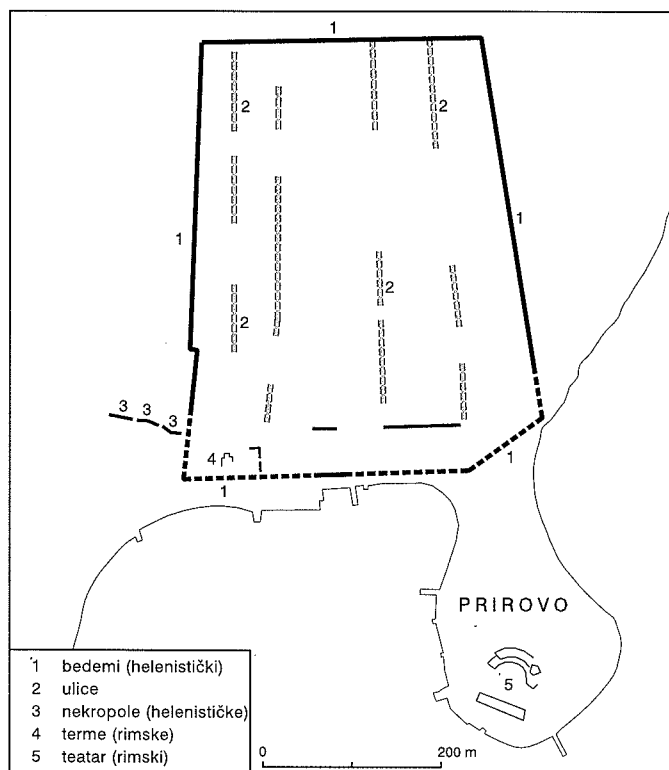 1
2
2
1
1
2
2
3 3 3
4
1
1
PRIROVO
5
1 bedemi (helenistički)
2 ulice
3 nekropole (helenističke)
4 terme (rimske)
5 teatar (rimski)
0 200 m